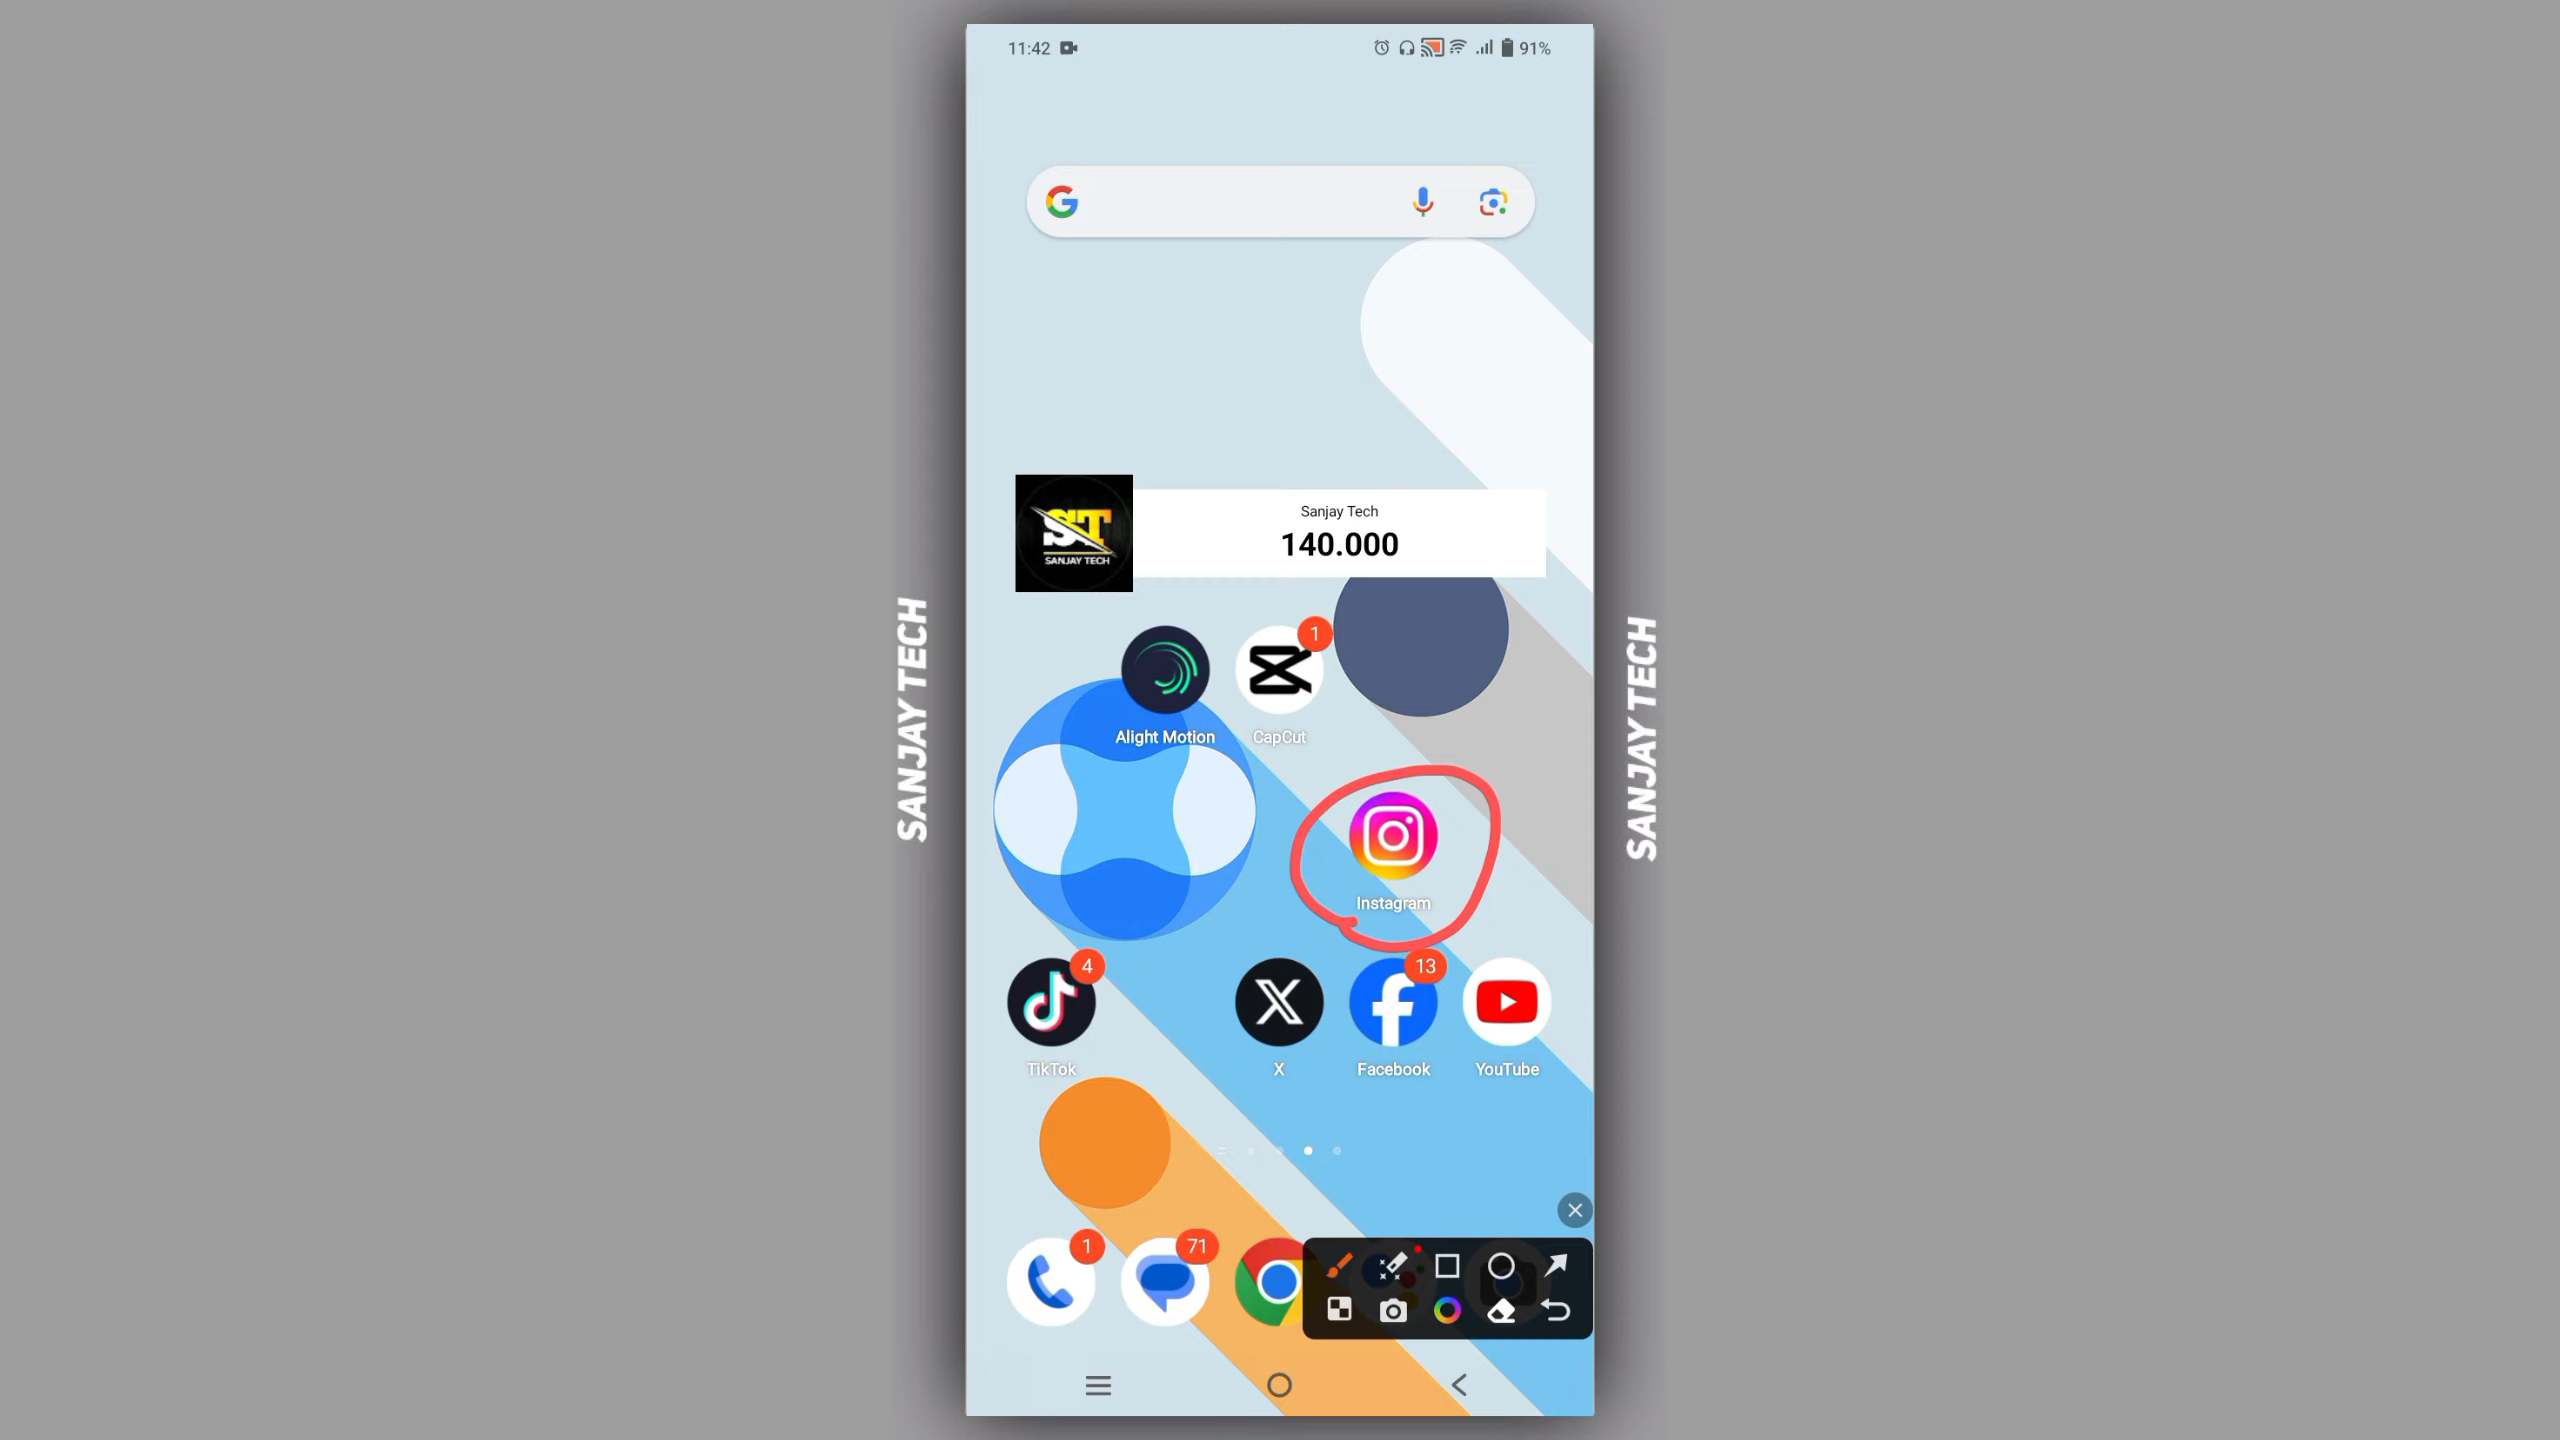 11:42
91%
Sanjay Tech
140.000
ST
SANJAY TECH
1
Alight Motion
CapCut
SANJAY TECH
SANJAY TECH
Instagram
4
13
TikTok
X
Facebook
YouTube
1
71